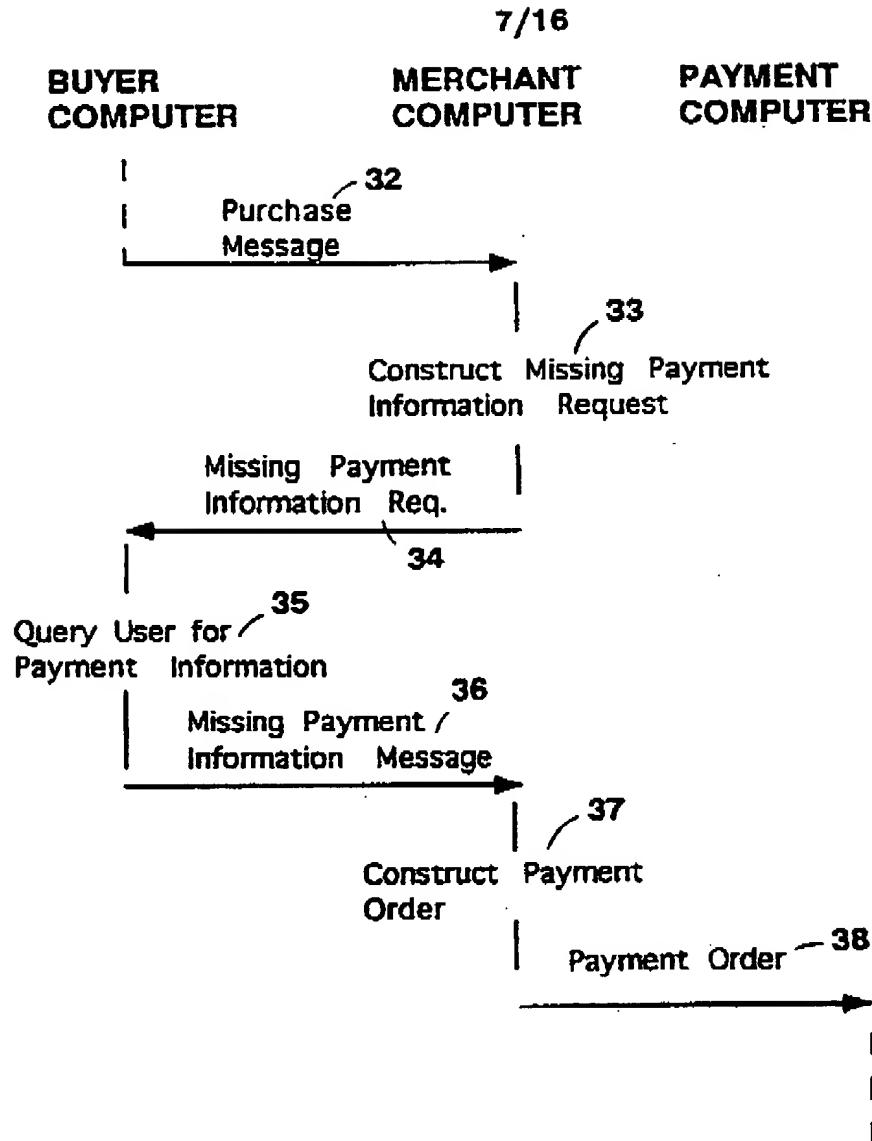 7/16
BUYER
COMPUTER
MERCHANT
COMPUTER
PAYMENT
COMPUTER
32
Purchase
Message
33
Construct Missing Payment
Information Request
Missing Payment
Information Req.
34
35
Query User for
Payment Information
36
Missing Payment
Information Message
37
Construct Payment
Order
38
Payment Order